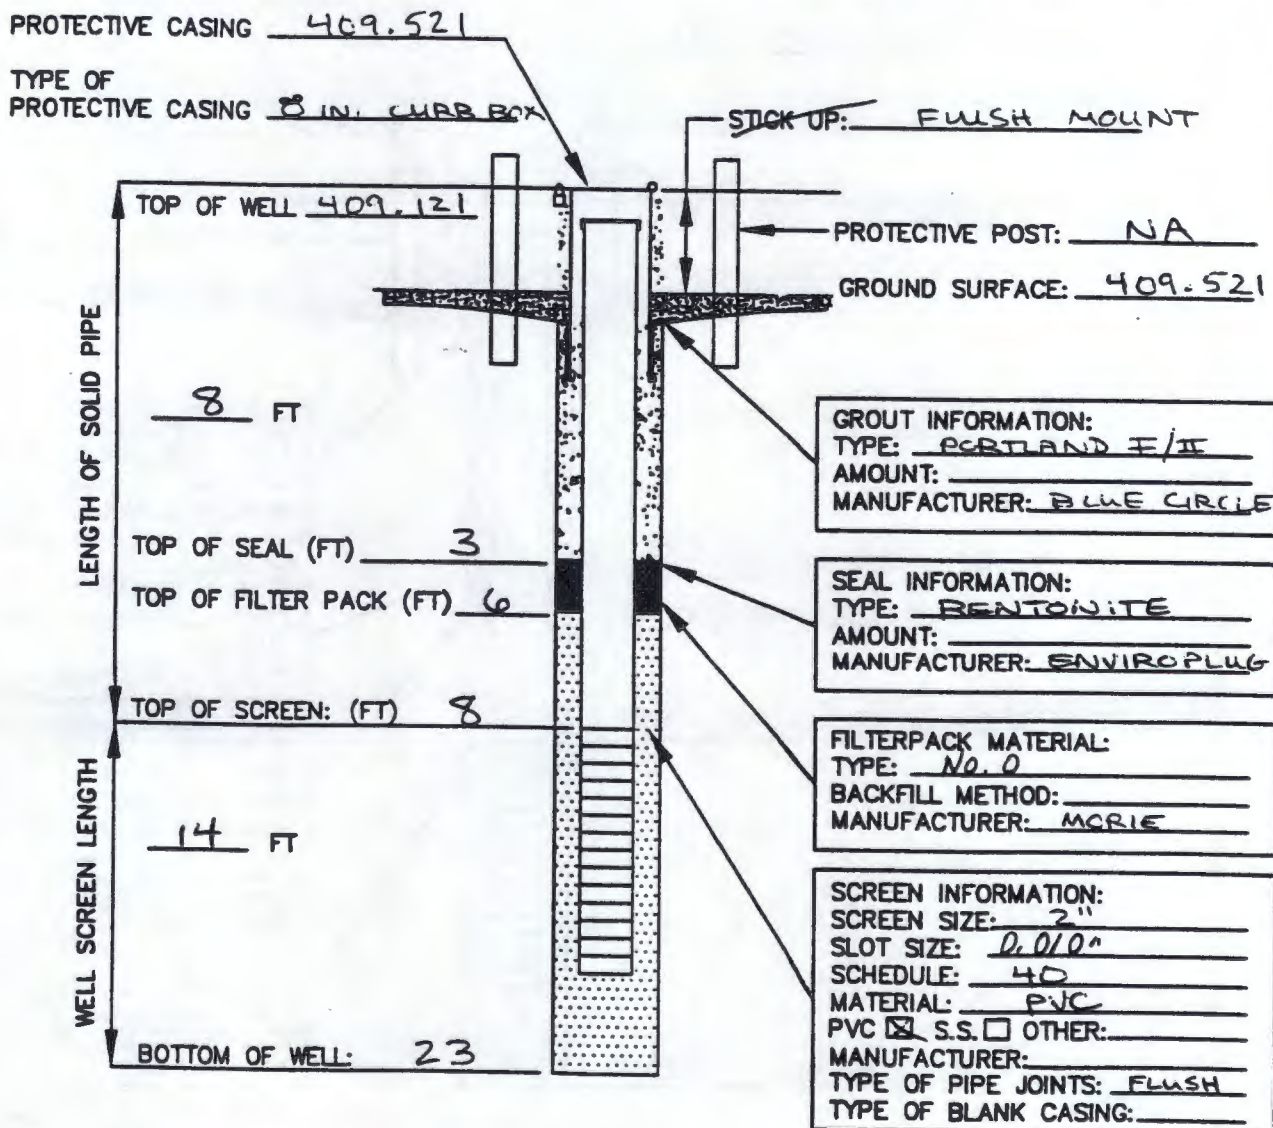 PROTECTIVE CASING 409.521
TYPE OF
PROTECTIVE CASING 8 IN. CURB BOX
STICK UP: FLUSH MOUNT
TOP OF WELL 409.121
PROTECTIVE POST: NA
GROUND SURFACE: 409.521
LENGTH OF SOLID PIPE
8 FT
GROUT INFORMATION:
TYPE: PORTLAND I/II
AMOUNT:
MANUFACTURER: BLUE CIRCLE
TOP OF SEAL (FT) 3
TOP OF FILTER PACK (FT) 6
SEAL INFORMATION:
TYPE: BENTONITE
AMOUNT:
MANUFACTURER: ENVIROPLUG
TOP OF SCREEN: (FT) 8
FILTERPACK MATERIAL:
TYPE: NO. 0
BACKFILL METHOD:
MANUFACTURER: MORIE
WELL SCREEN LENGTH
14 FT
SCREEN INFORMATION:
SCREEN SIZE: 2"
SLOT SIZE: 0.010"
SCHEDULE: 40
MATERIAL: PVC
PVC ☒ S.S. ☐ OTHER:
MANUFACTURER:
TYPE OF PIPE JOINTS: FLUSH
TYPE OF BLANK CASING:
BOTTOM OF WELL: 23